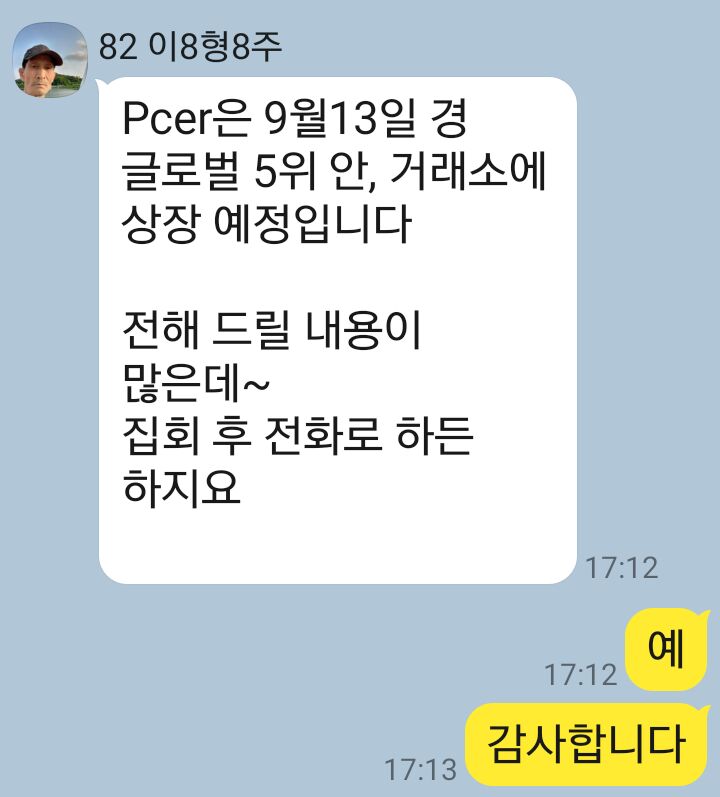 82 이8형8주
Pcer은 9월13일 경
글로벌 5위 안, 거래소에
상장 예정입니다
전해 드릴 내용이
많은데~
집회 후 전화로 하든
하지요
17:12
예
17:12
감사합니다
17:13